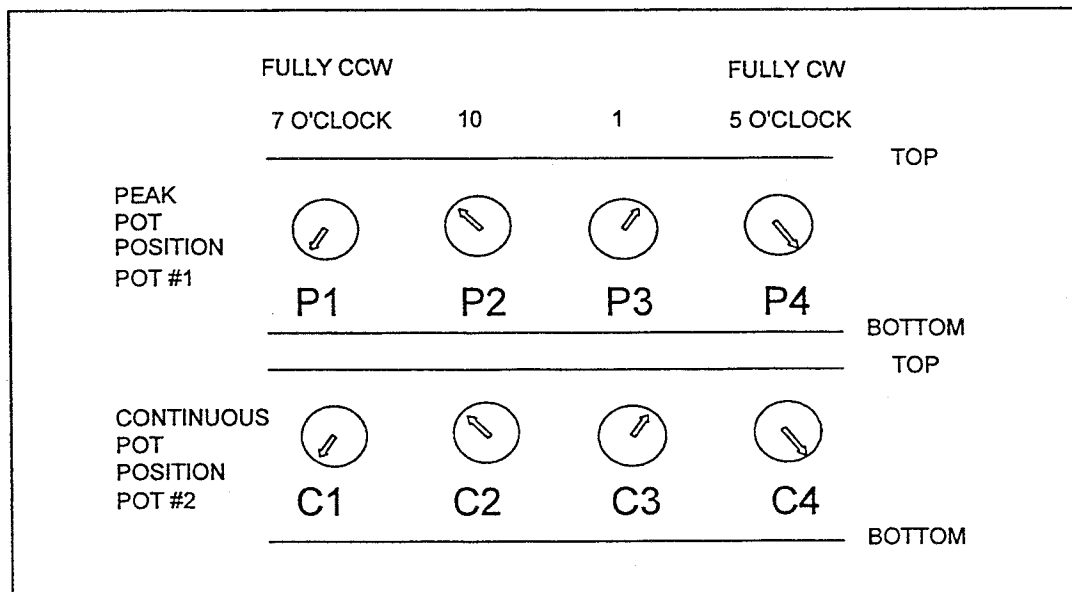 FULLY CCW FULLY CW
7 O'CLOCK 10 1 5 O'CLOCK
TOP
PEAK
POT
POSITION
POT #1
P1 P2 P3 P4
BOTTOM
TOP
CONTINUOUS
POT
POSITION
POT #2
C1 C2 C3 C4
BOTTOM